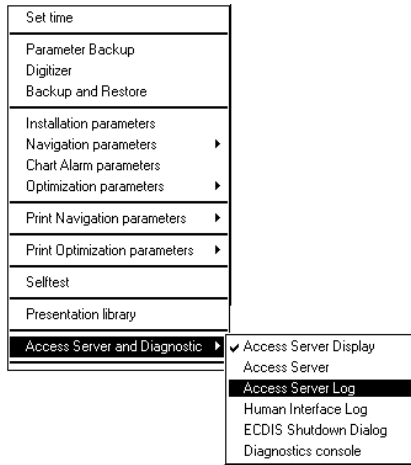 Set time
Parameter Backup
Digitizer
Backup and Restore
Installation parameters
Navigation parameters
Chart Alarm parameters
Optimization parameters
Print Navigation parameters
Print Optimization parameters
Selftest
Presentation library
Access Server and Diagnostic
Access Server Display
Access Server
Access Server Log
Human Interface Log
ECDIS Shutdown Dialog
Diagnostics console